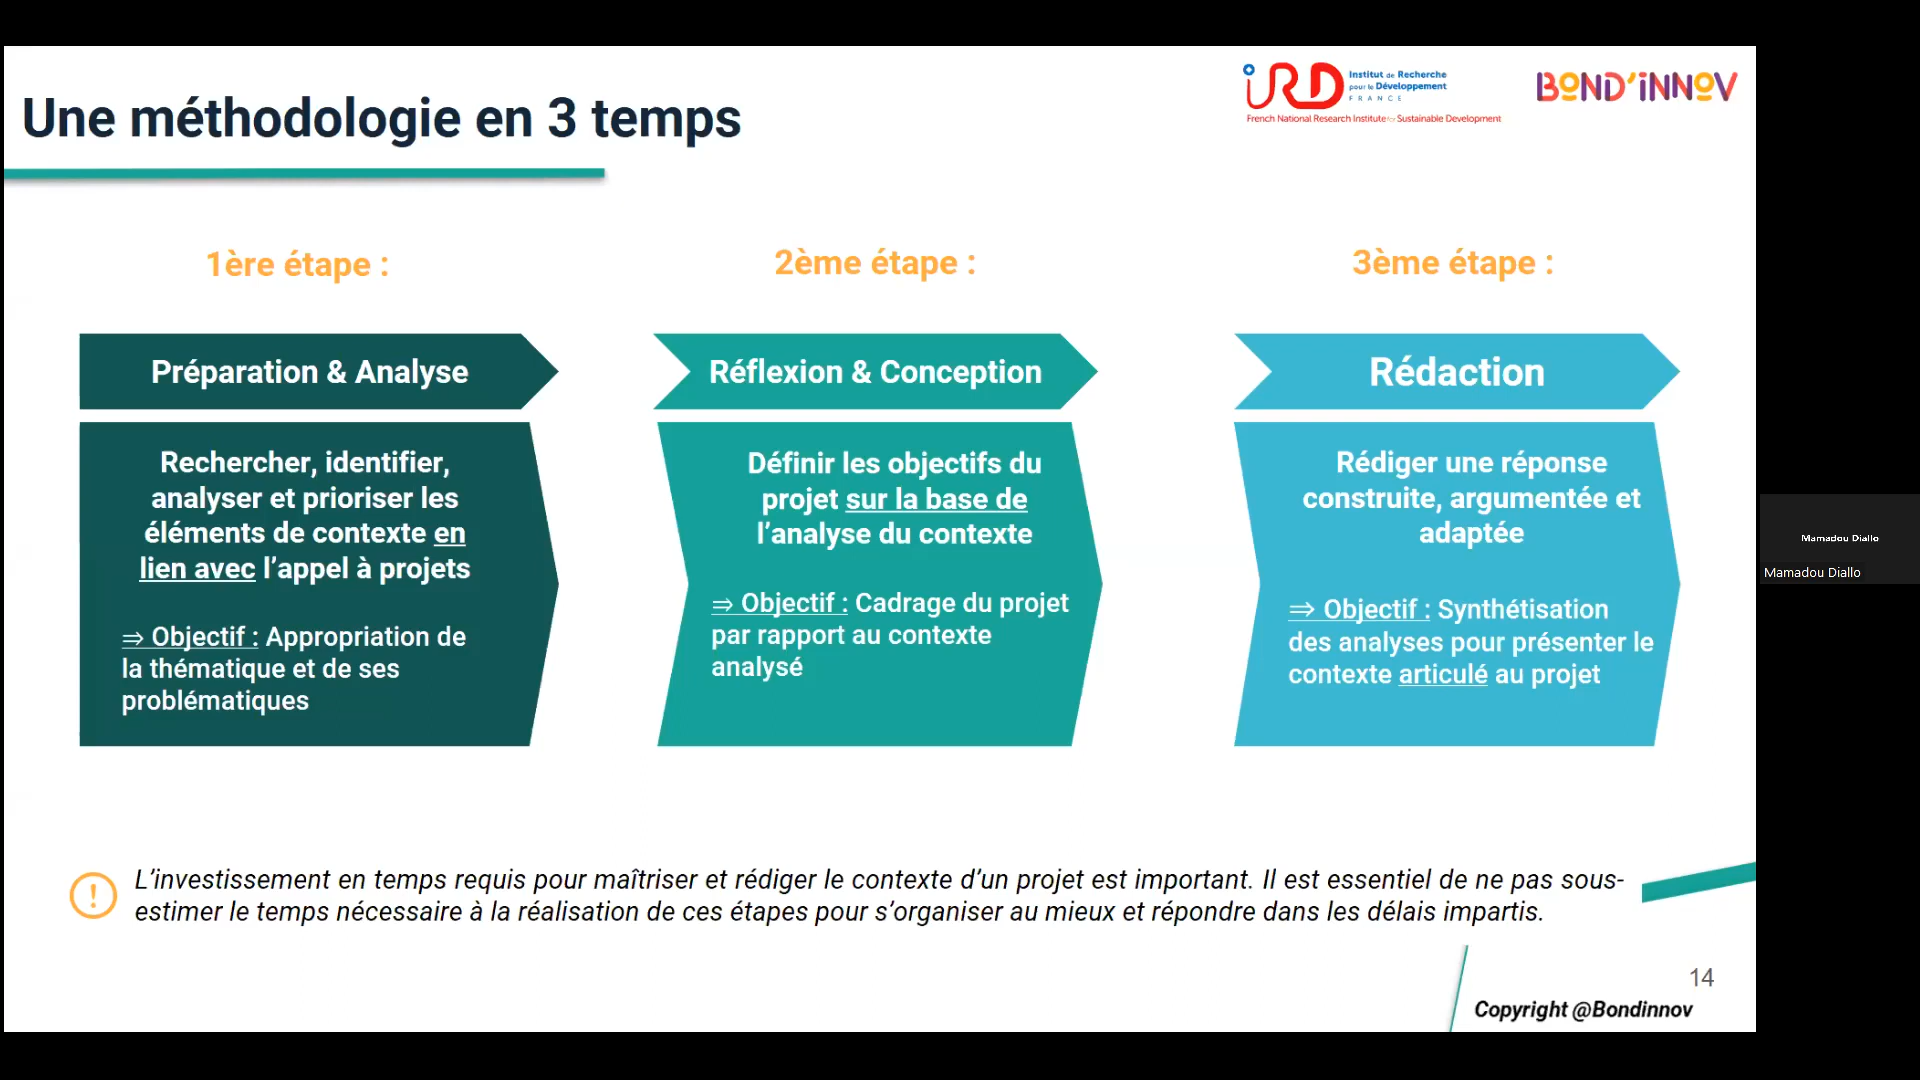 Une méthodologie en 3 temps
iRD
Institut de Recherche
pour le Développement
FRANCE
French National Research Institute for Sustainable Development
BOND'iNNOV
1ère étape :
Préparation & Analyse
Rechercher, identifier,
analyser et prioriser les
éléments de contexte en
lien avec l'appel à projets
⇒ Objectif : Appropriation de
la thématique et de ses
problématiques
2ème étape :
Réflexion & Conception
Définir les objectifs du
projet sur la base de
l'analyse du contexte
⇒ Objectif : Cadrage du projet
par rapport au contexte
analysé
3ème étape :
Rédaction
Rédiger une réponse
construite, argumentée et
adaptée
⇒ Objectif : Synthétisation
des analyses pour présenter le
contexte articulé au projet
!
L'investissement en temps requis pour maîtriser et rédiger le contexte d'un projet est important. Il est essentiel de ne pas sous-
estimer le temps nécessaire à la réalisation de ces étapes pour s'organiser au mieux et répondre dans les délais impartis.
14
Copyright @Bondinnov
Mamadou Diallo
Mamadou Diallo